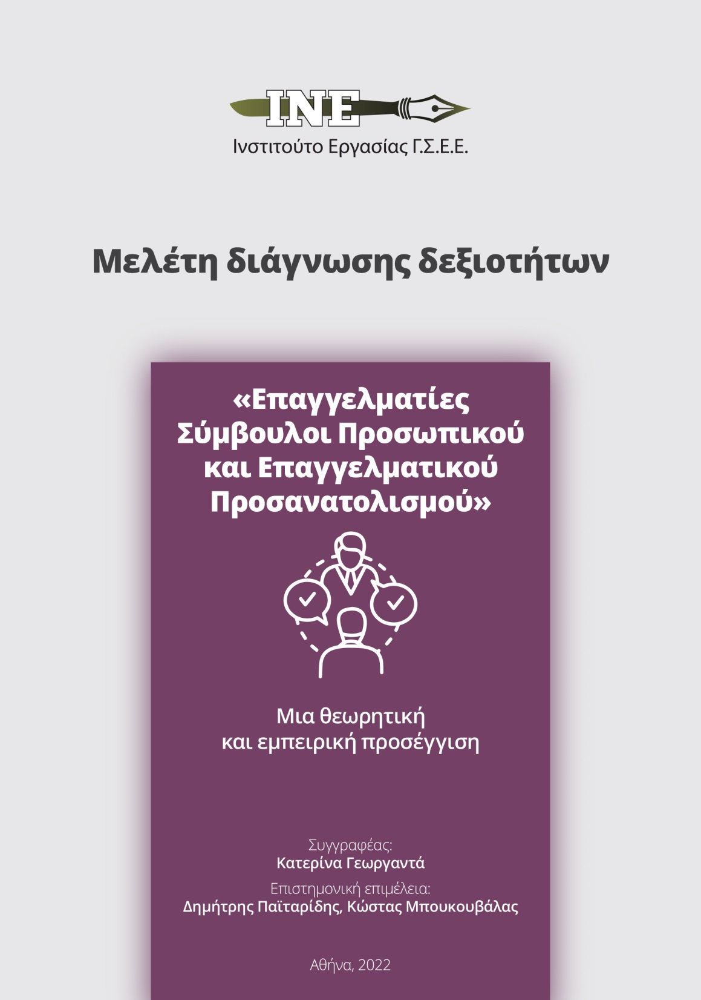 ΙΝΕ
Ινστιτούτο Εργασίας Γ.Σ.Ε.Ε.
Μελέτη διάγνωσης δεξιοτήτων
«Επαγγελματίες
Σύμβουλοι Προσωπικού
και Επαγγελματικού
Προσανατολισμού»
Μια θεωρητική
και εμπειρική προσέγγιση
Συγγραφέας:
Κατερίνα Γεωργαντά
Επιστημονική επιμέλεια:
Δημήτρης Παϊταρίδης, Κώστας Μπουκουβάλας
Αθήνα, 2022